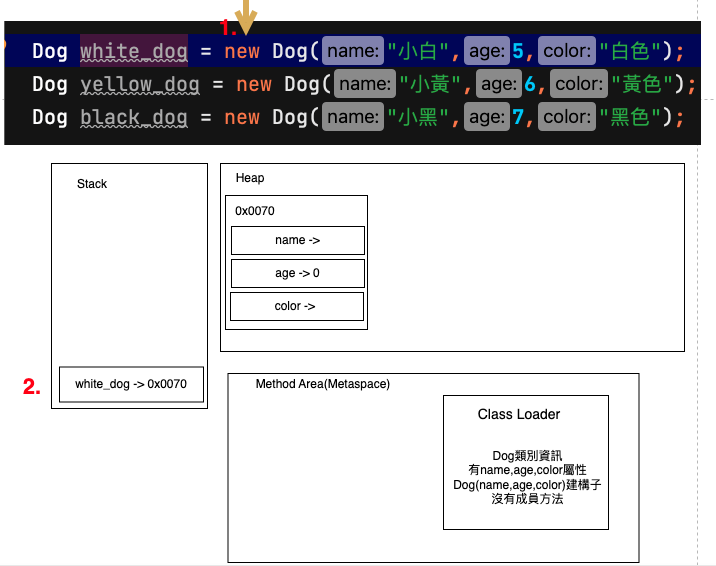 1.
Dog white_dog = new Dog( name: "小白", age: 5, color: "白色");
Dog yellow_dog = new Dog( name: "小黃", age: 6, color: "黃色");
Dog black_dog = new Dog( name: "小黑", age: 7, color: "黑色");
Stack
Heap
0x0070
name ->
age -> 0
color ->
2.
white_dog -> 0x0070
Method Area(Metaspace)
Class Loader
Dog類別資訊
有name,age,color屬性
Dog(name,age,color)建構子
沒有成員方法